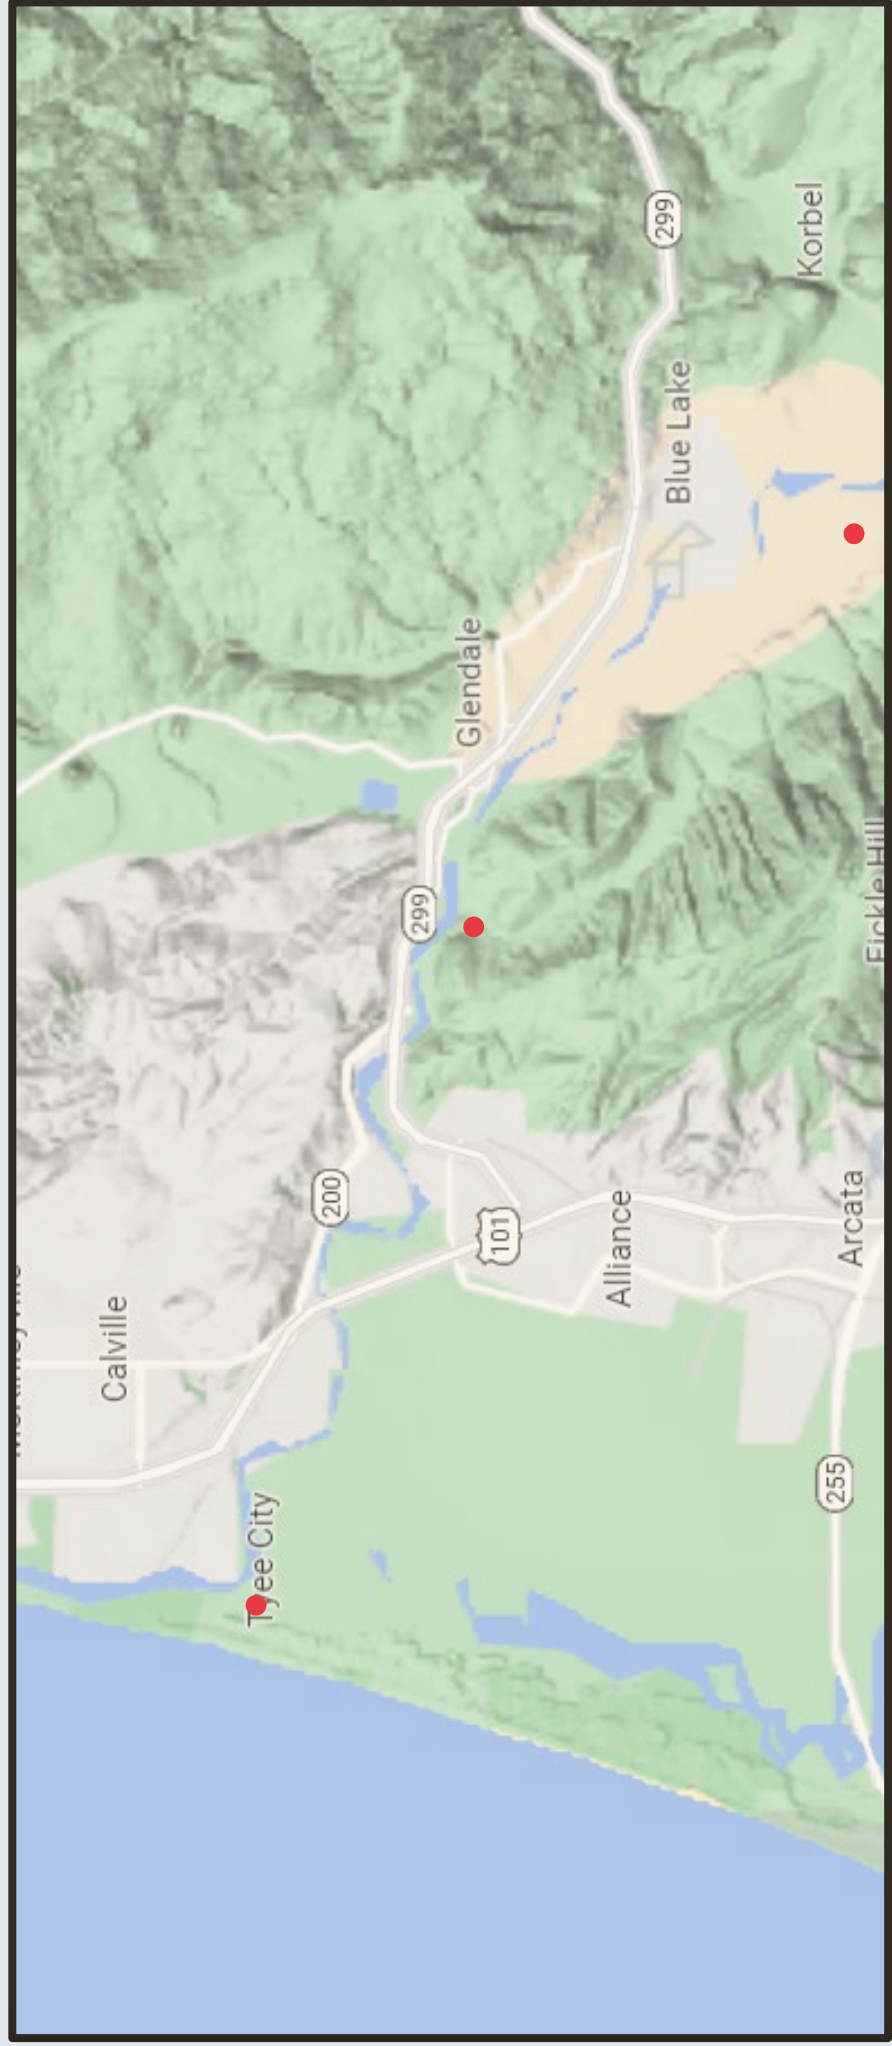 Calville
Tyee City
200
299
Glendale
101
Alliance
299
Blue Lake
Korbel
255
Arcata
Fickle Hill